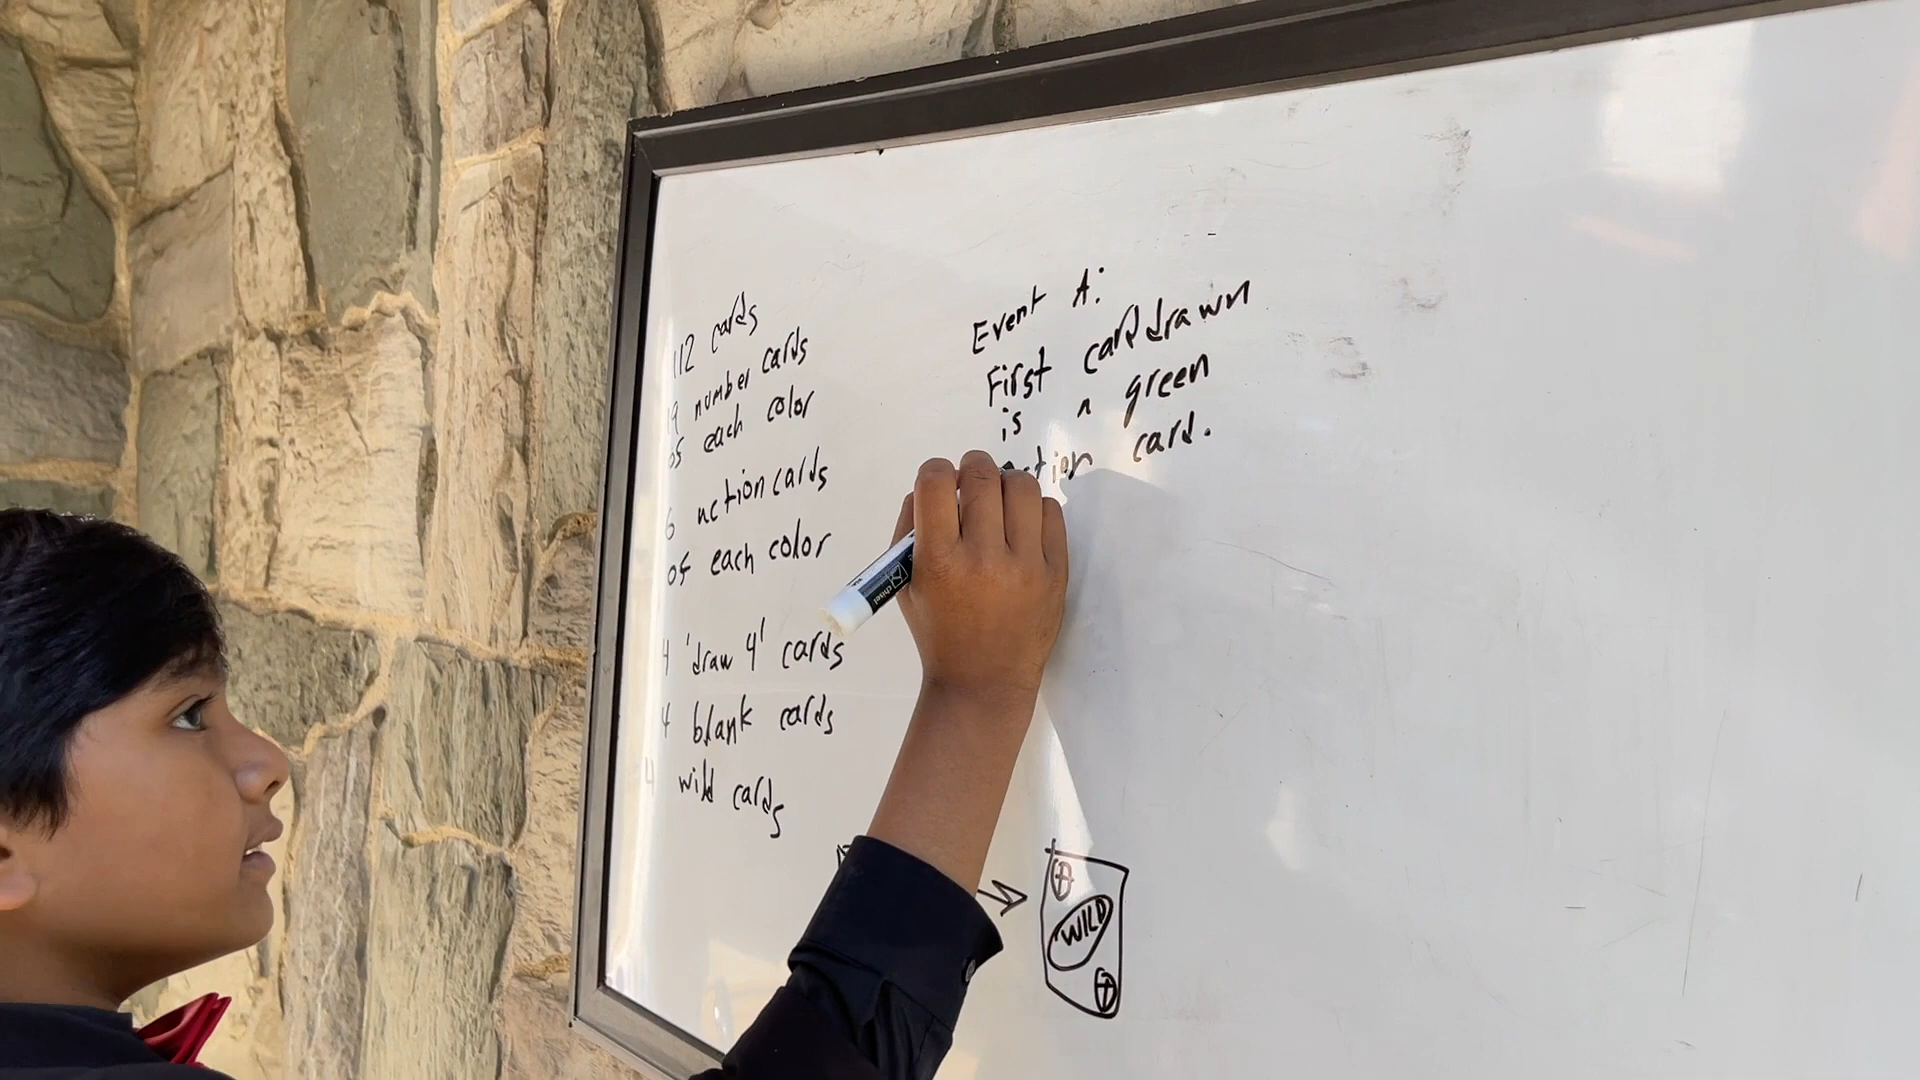 112 cards
19 number cards
of each color
6 action cards
of each color
4 'draw 4' cards
4 blank cards
4 wild cards
Event A:
First card drawn
is a green
action card.
WILD
chisel